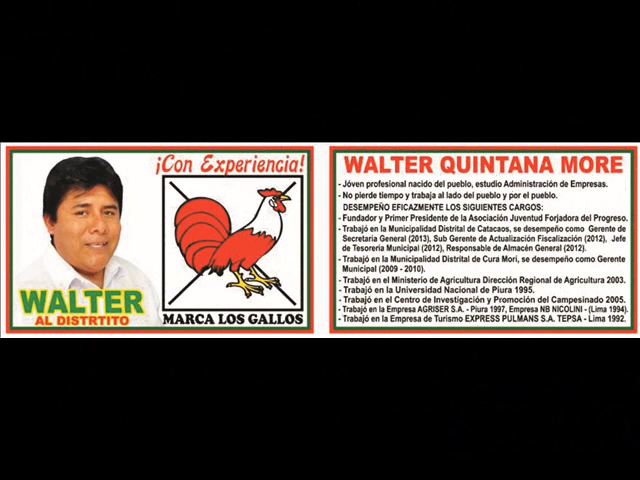 ¡Con Experiencia!
WALTER
AL DISTRTITO
MARCA LOS GALLOS
WALTER QUINTANA MORE
- Jóven profesional nacido del pueblo, estudio Administración de Empresas.
- No pierde tiempo y trabaja al lado del pueblo y por el pueblo.
DESEMPEÑO EFICAZMENTE LOS SIGUIENTES CARGOS:
- Fundador y Primer Presidente de la Asociación Juventud Forjadora del Progreso.
- Trabajó en la Municipalidad Distrital de Catacaos, se desempeño como Gerente de
Secretaria General (2013), Sub Gerente de Actualización Fiscalización (2012), Jefe
de Tesoreria Municipal (2012), Responsable de Almacén General (2012).
- Trabajó en la Municipalidad Distrital de Cura Mori, se desempeño como Gerente
Municipal (2009 - 2010).
- Trabajó en el Ministerio de Agricultura Dirección Regional de Agricultura 2003.
- Trabajó en la Universidad Nacional de Piura 1995.
- Trabajó en el Centro de Investigación y Promoción del Campesinado 2005.
- Trabajó en la Empresa AGRISER S.A. - Piura 1997, Empresa NB NICOLINI - (Lima 1994).
- Trabajó en la Empresa de Turismo EXPRESS PULMANS S.A. TEPSA - Lima 1992.